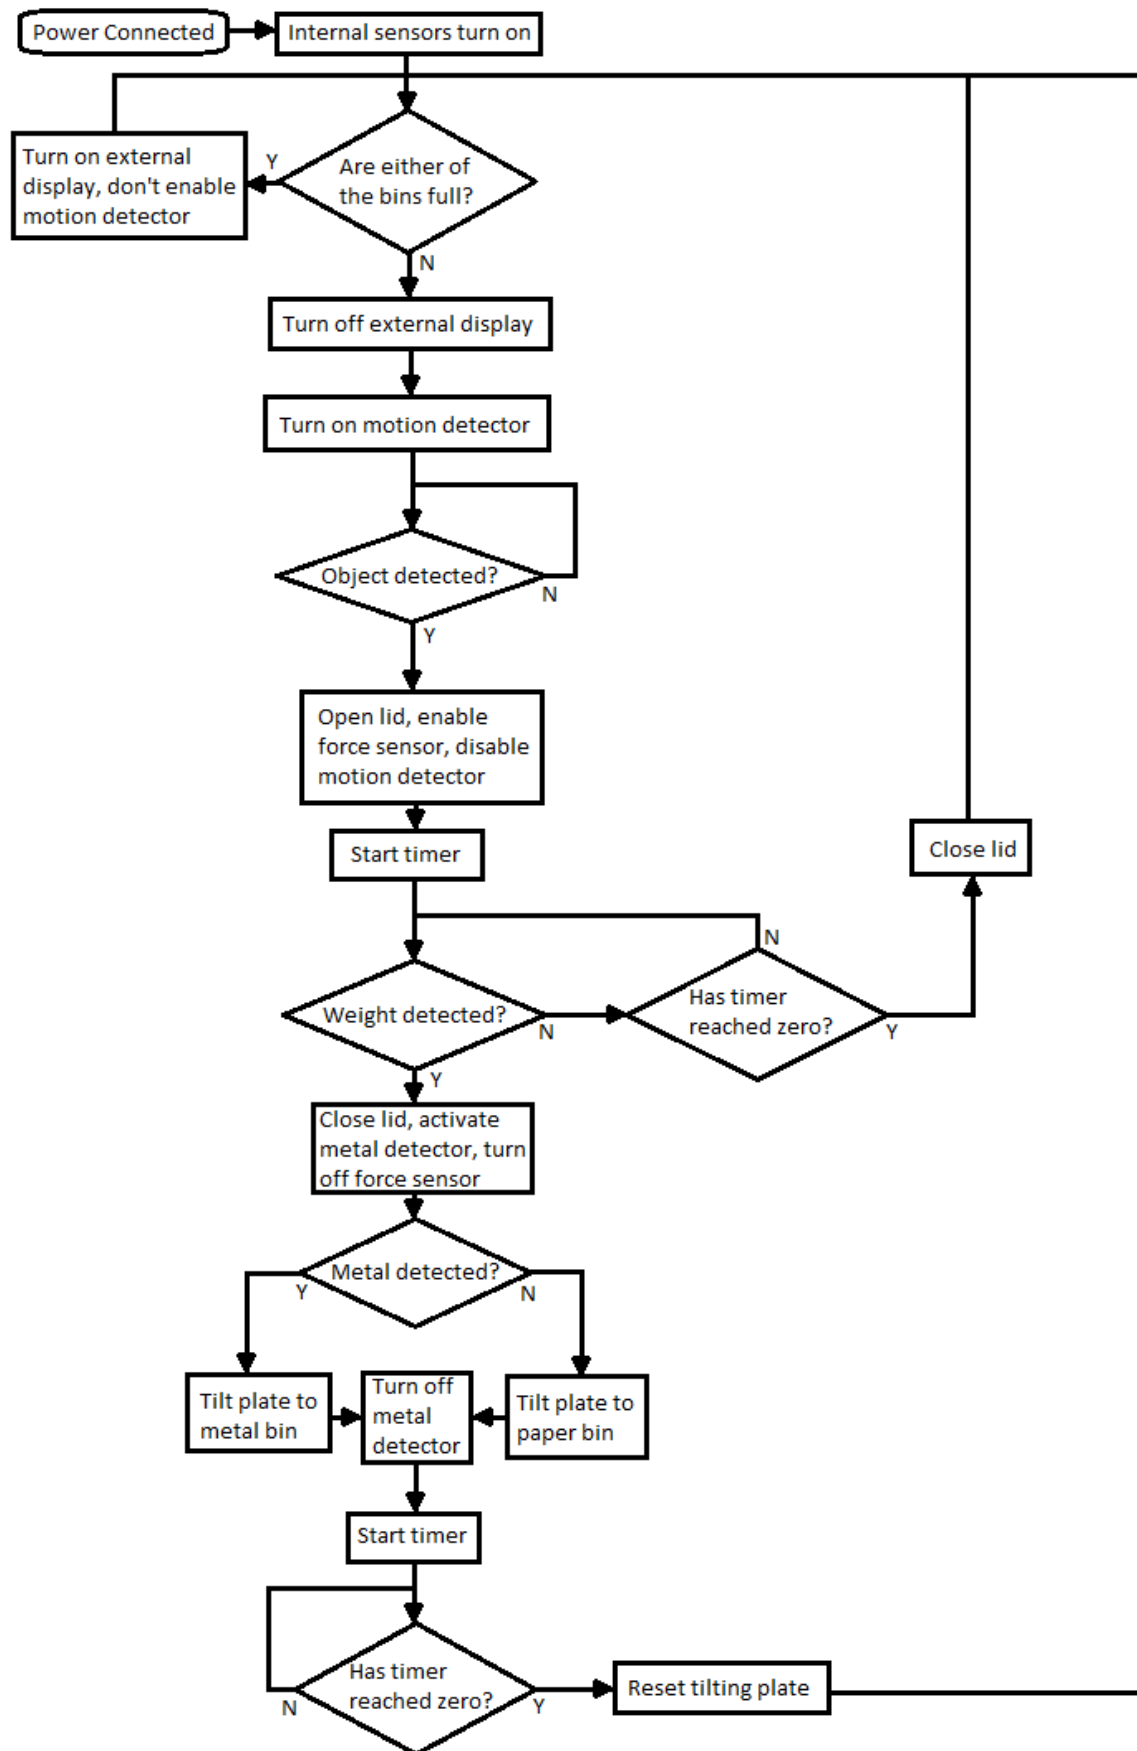 Power Connected
Internal sensors turn on
Turn on external
display, don't enable
motion detector
Y
Are either of
the bins full?
N
Turn off external display
Turn on motion detector
Object detected?
N
Y
Open lid, enable
force sensor, disable
motion detector
Start timer
Close lid
Weight detected?
N
Y
Has timer
reached zero?
N
Y
Close lid, activate
metal detector, turn
off force sensor
Metal detected?
Y
N
Tilt plate to
metal bin
Turn off
metal
detector
Tilt plate to
paper bin
Start timer
Has timer
reached zero?
N
Y
Reset tilting plate